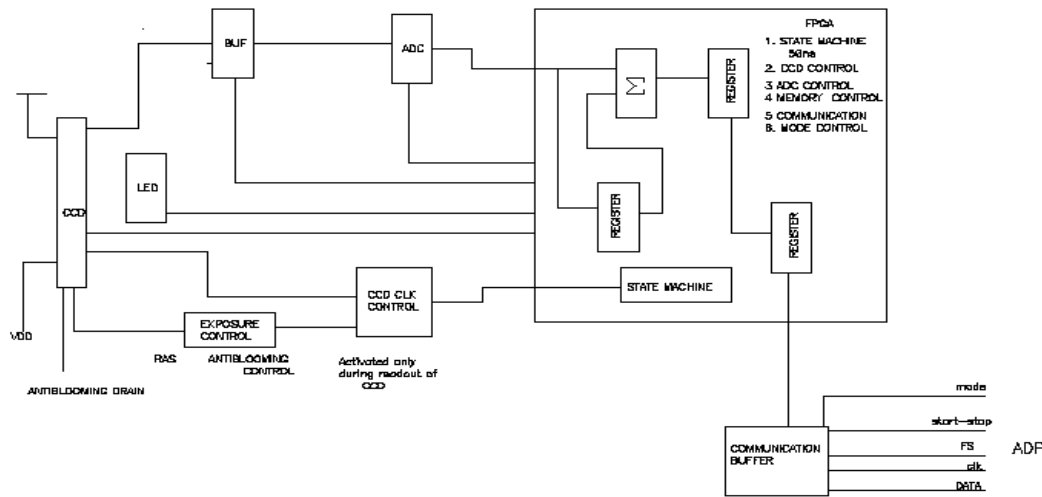 FPGA
1. STATE MACHINE
50ns
2. CCD CONTROL
3 ADC CONTROL
4 MEMORY CONTROL
5 COMMUNICATION
6. MODE CONTROL
BUF
ADC
Σ
REGISTER
LED
CCD
REGISTER
REGISTER
STATE MACHINE
CCD CLK
CONTROL
EXPOSURE
CONTROL
VDD
RAS
ANTIBLOOMING
CONTROL
Activated only
during readout of
CCD
ANTIBLOOMING DRAIN
COMMUNICATION
BUFFER
mode
start-stop
FS
clk
DATA